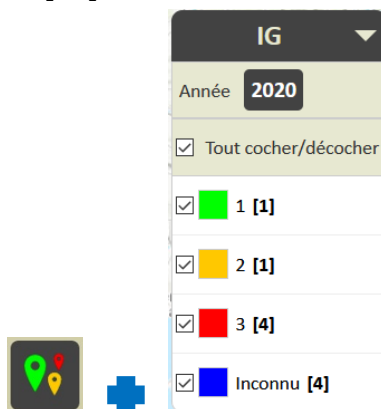 IG
Année 2020
Tout cocher/décocher
1 [1]
2 [1]
3 [4]
Inconnu [4]